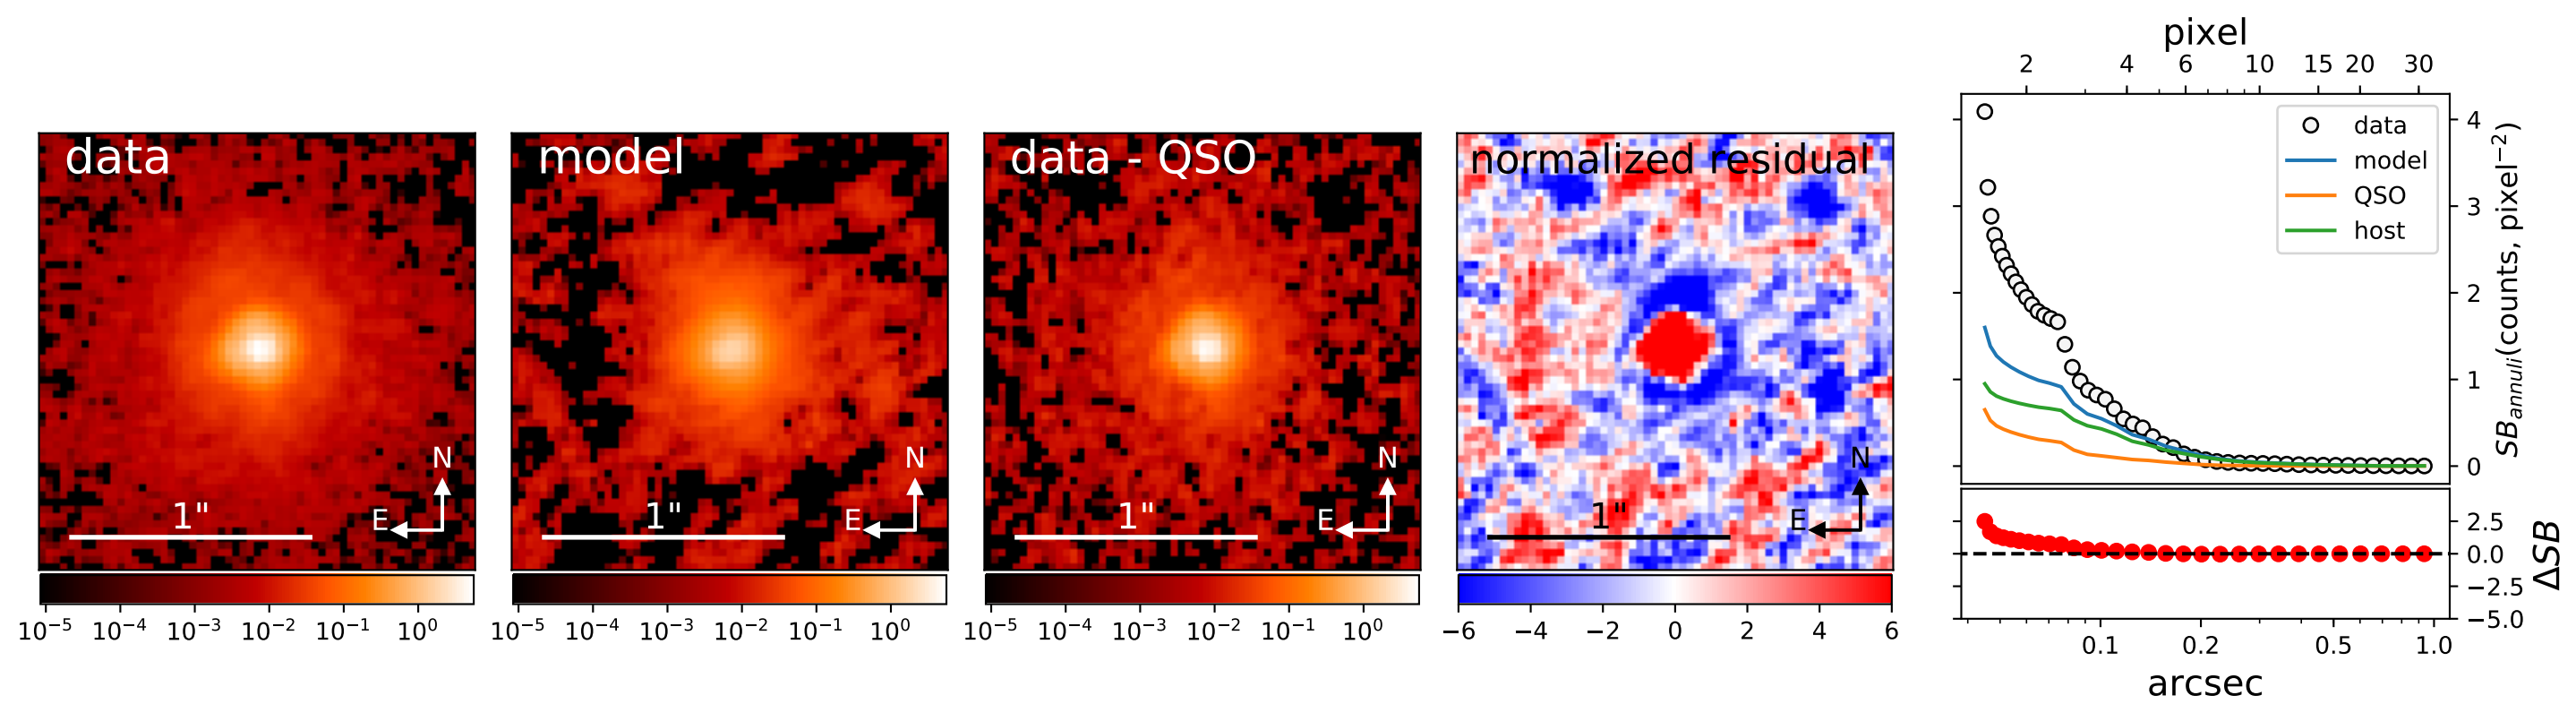 data
1"
N
E
10⁻⁵ 10⁻⁴ 10⁻³ 10⁻² 10⁻¹ 10⁰
model
1"
N
E
10⁻⁵ 10⁻⁴ 10⁻³ 10⁻² 10⁻¹ 10⁰
data - QSO
1"
N
E
10⁻⁵ 10⁻⁴ 10⁻³ 10⁻² 10⁻¹ 10⁰
normalized residual
1"
N
E
−6 −4 −2 0 2 4 6
pixel
2 4 6 10 15 20 30
data
model
QSO
host
4
3
2
1
0
SB_annuli(counts, pixel⁻²)
2.5
0.0
−2.5
−5.0
ΔSB
0.1 0.2 0.5 1.0
arcsec